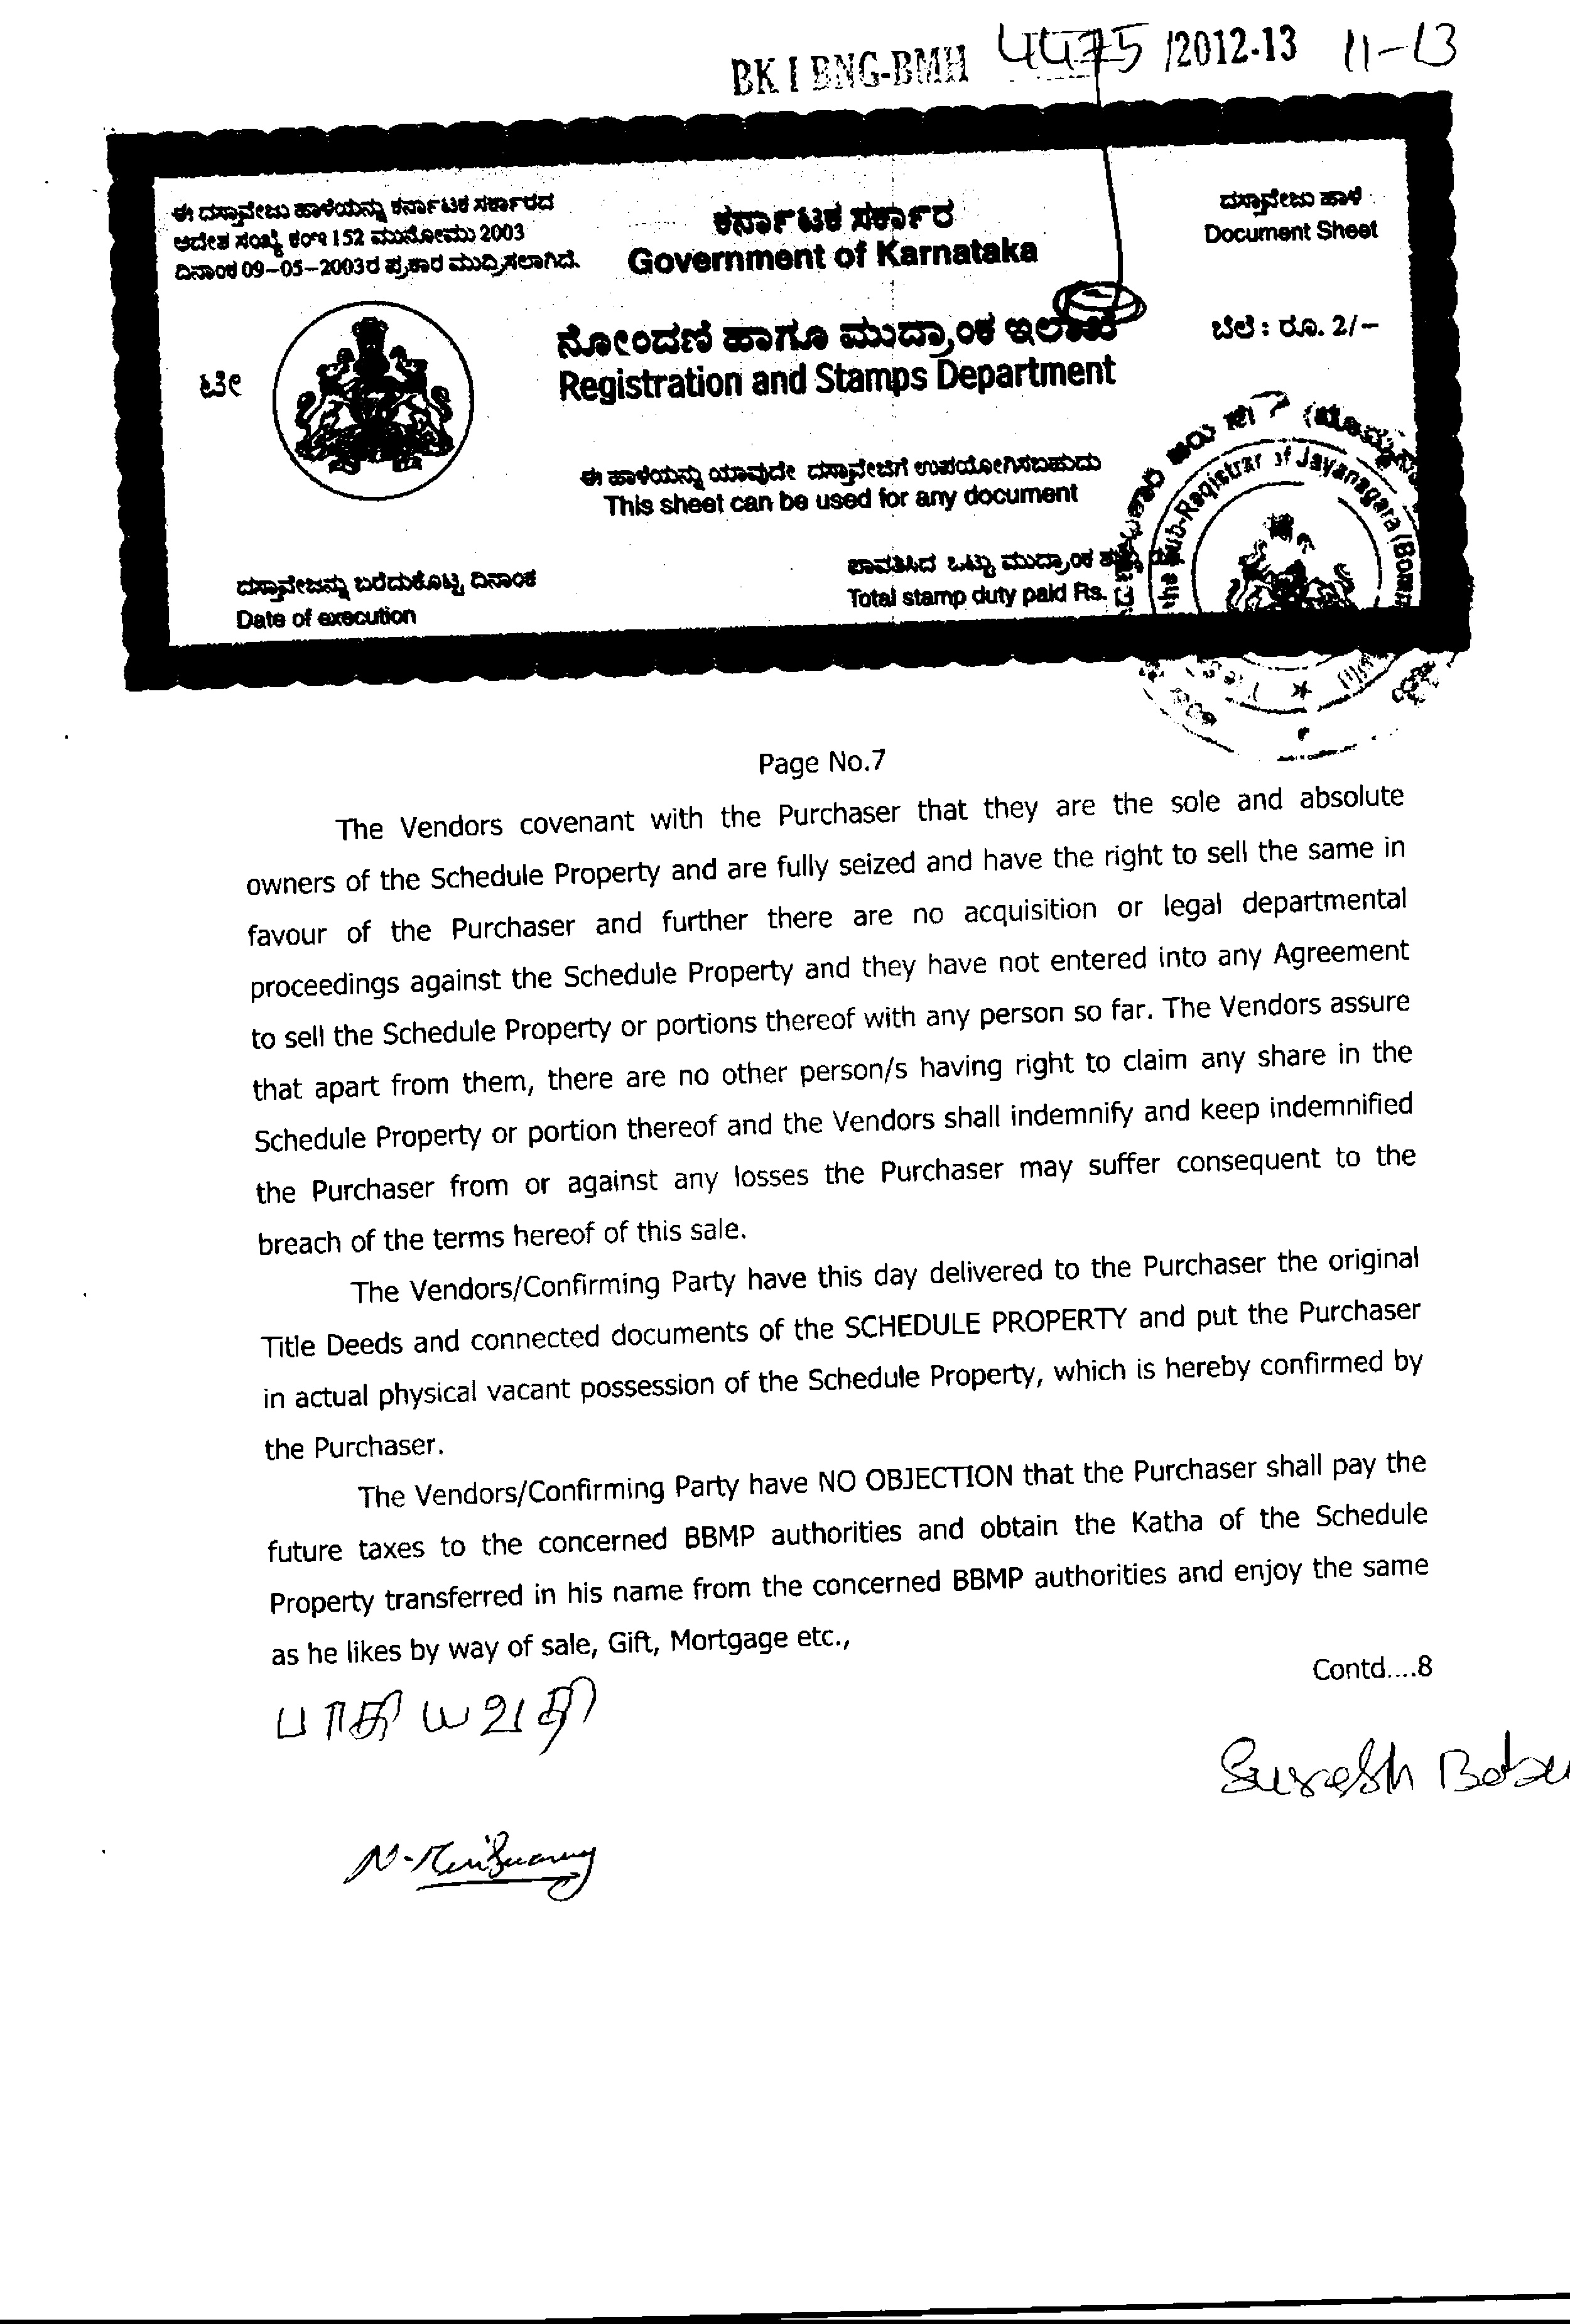 BK I BNG-BMH 4475 /2012-13 11-13
ಈ ದಸ್ತಾವೇಜು ಹಾಳೆಯನ್ನು ಕರ್ನಾಟಕ ಸರ್ಕಾರದ
ಆದೇಶ ಸಂಖ್ಯೆ ಕಂಇ 152 ಮುನೋಮು 2003
ದಿನಾಂಕ 09-05-2003ರ ಪ್ರಕಾರ ಮುದ್ರಿಸಲಾಗಿದೆ.
ಕರ್ನಾಟಕ ಸರ್ಕಾರ
Government of Karnataka
ದಸ್ತಾವೇಜು ಹಾಳೆ
Document Sheet
ನೋಂದಣಿ ಹಾಗೂ ಮುದ್ರಾಂಕ ಇಲಾಖೆ
Registration and Stamps Department
ಬೆಲೆ : ರೂ. 2/-
ಟೀ
ಈ ಹಾಳೆಯನ್ನು ಯಾವುದೇ ದಸ್ತಾವೇಜಿಗೆ ಉಪಯೋಗಿಸಬಹುದು
This sheet can be used for any document
ದಸ್ತಾವೇಜನ್ನು ಬರೆದುಕೊಟ್ಟ ದಿನಾಂಕ
Date of execution
ಪಾವತಿಸಿದ ಒಟ್ಟು ಮುದ್ರಾಂಕ
Total stamp duty paid Rs.
the Sub-Registrar of Jayanagara
Page No.7
The Vendors covenant with the Purchaser that they are the sole and absolute
owners of the Schedule Property and are fully seized and have the right to sell the same in
favour of the Purchaser and further there are no acquisition or legal departmental
proceedings against the Schedule Property and they have not entered into any Agreement
to sell the Schedule Property or portions thereof with any person so far. The Vendors assure
that apart from them, there are no other person/s having right to claim any share in the
Schedule Property or portion thereof and the Vendors shall indemnify and keep indemnified
the Purchaser from or against any losses the Purchaser may suffer consequent to the
breach of the terms hereof of this sale.
The Vendors/Confirming Party have this day delivered to the Purchaser the original
Title Deeds and connected documents of the SCHEDULE PROPERTY and put the Purchaser
in actual physical vacant possession of the Schedule Property, which is hereby confirmed by
the Purchaser.
The Vendors/Confirming Party have NO OBJECTION that the Purchaser shall pay the
future taxes to the concerned BBMP authorities and obtain the Katha of the Schedule
Property transferred in his name from the concerned BBMP authorities and enjoy the same
as he likes by way of sale, Gift, Mortgage etc.,
Contd....8
பாகியவதி
Suresh Babu